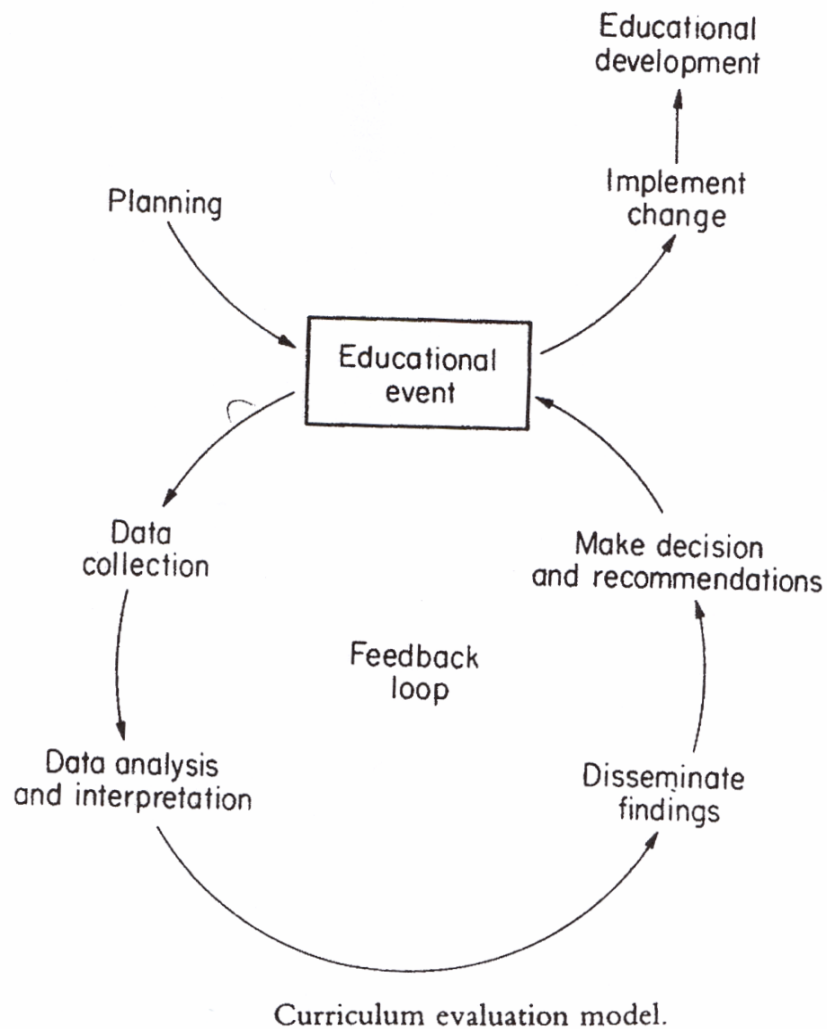 Educational
development
Implement
change
Planning
Educational
event
Data
collection
Make decision
and recommendations
Feedback
loop
Data analysis
and interpretation
Disseminate
findings
Curriculum evaluation model.